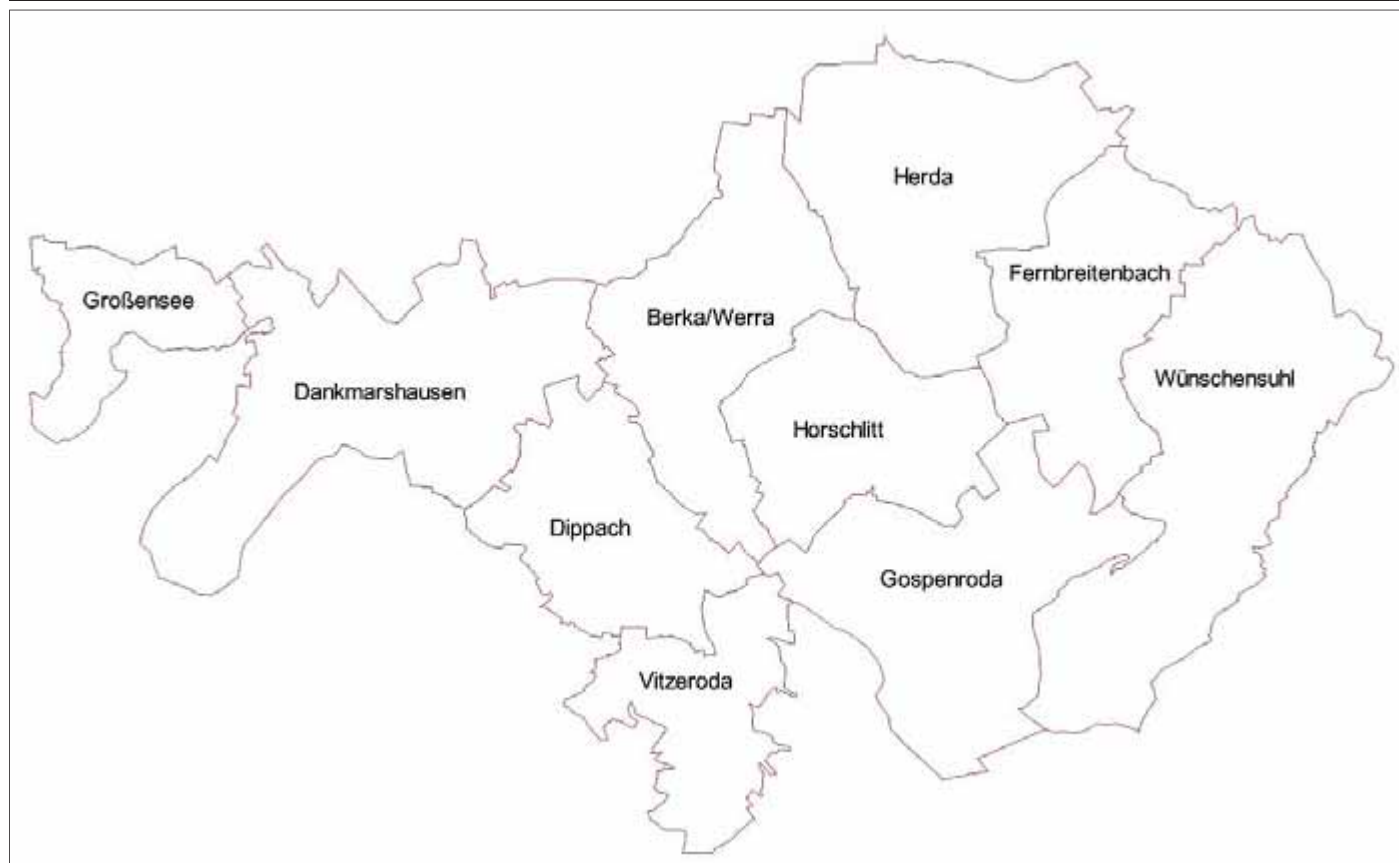 Herda
Fernbreitenbach
Großensee
Berka/Werra
Wünschensuhl
Dankmarshausen
Horschlitt
Dippach
Gospenroda
Vitzeroda